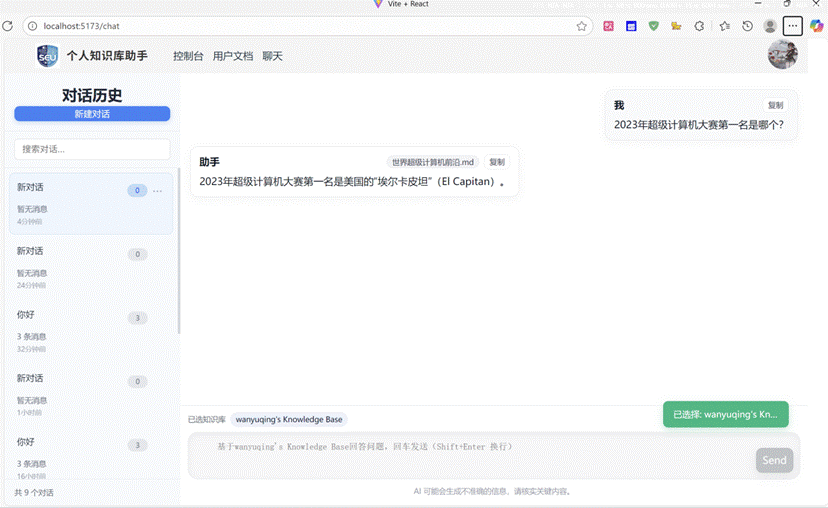 Vite + React
localhost:5173/chat
SCU
个人知识库助手
控制台
用户文档
聊天
对话历史
新建对话
搜索对话...
新对话
0
...
暂无消息
4分钟前
新对话
0
暂无消息
24分钟前
你好
3
3 条消息
32分钟前
新对话
0
暂无消息
1小时前
你好
3
3 条消息
16小时前
共 9 个对话
我
复制
2023年超级计算机大赛第一名是哪个?
助手
世界超级计算机前沿.md
复制
2023年超级计算机大赛第一名是美国的“埃尔卡皮坦”（El Capitan）。
已选知识库
wanyuqing's Knowledge Base
已选择: wanyuqing's Kn...
基于wanyuqing's Knowledge Base回答问题，回车发送（Shift+Enter 换行）
Send
AI 可能会生成不准确的信息，请核实关键内容。